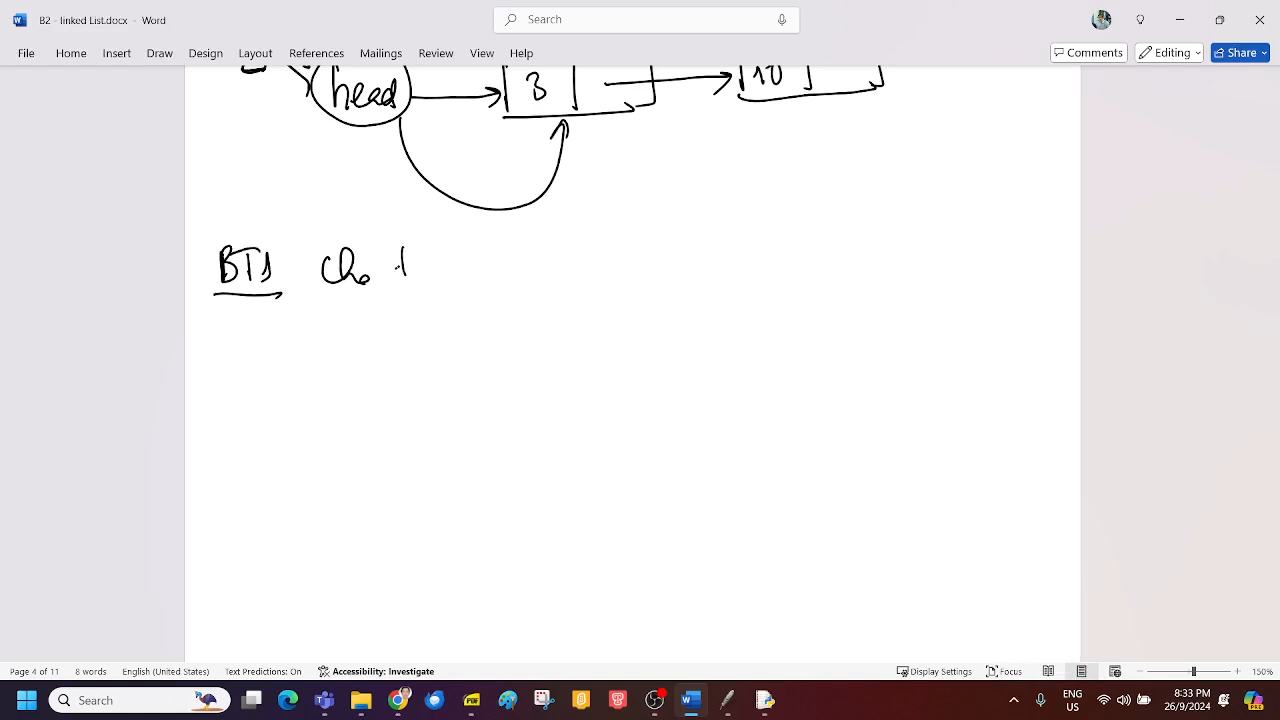 B2 - linked List.docx - Word
Search
File Home Insert Draw Design Layout References Mailings Review View Help
Comments Editing Share
head 3 10
BT1 Cho
Page 4 of 11 8 words English (United States) Text Predictions: On Accessibility: Investigate Display Settings Focus 150%
Search ENG US 8:33 PM 26/9/2024